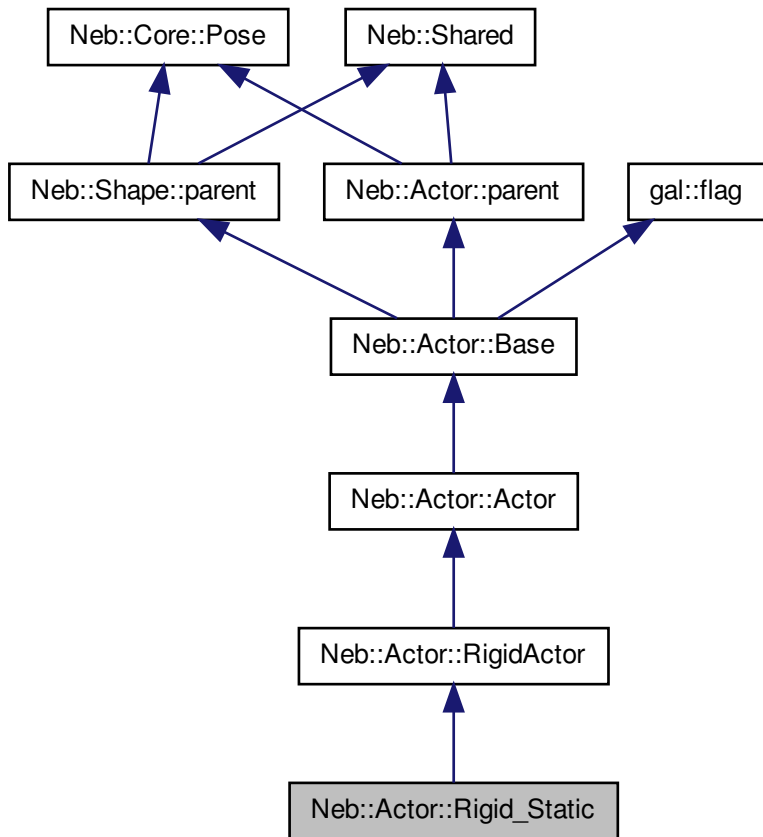 Neb::Core::Pose
Neb::Shared
Neb::Shape::parent
Neb::Actor::parent
gal::flag
Neb::Actor::Base
Neb::Actor::Actor
Neb::Actor::RigidActor
Neb::Actor::Rigid_Static